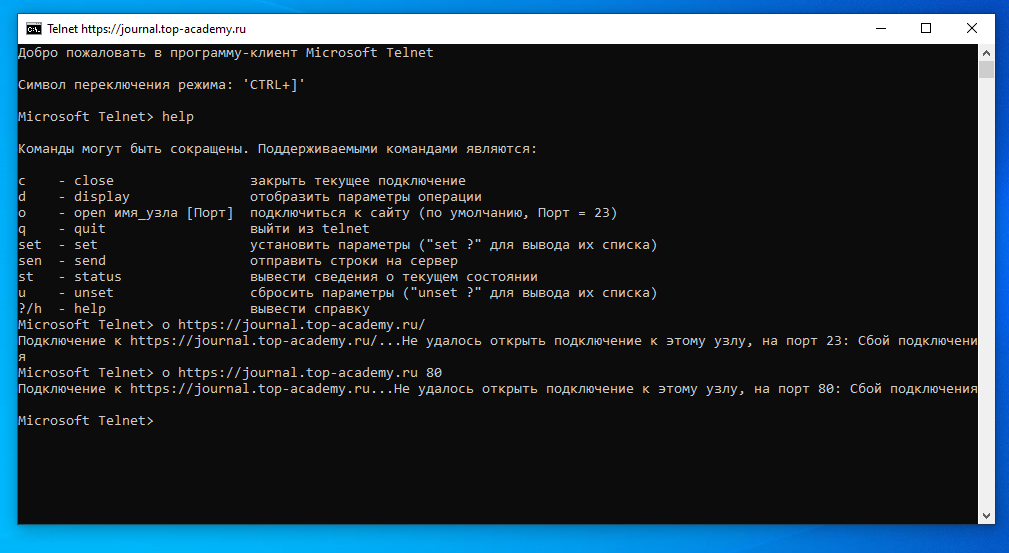 Telnet https://journal.top-academy.ru
Добро пожаловать в программу-клиент Microsoft Telnet
Символ переключения режима: 'CTRL+]'
Microsoft Telnet> help
Команды могут быть сокращены. Поддерживаемыми командами являются:
c    - close               закрыть текущее подключение
d    - display             отобразить параметры операции
o    - open имя_узла [Порт]  подключиться к сайту (по умолчанию, Порт = 23)
q    - quit                выйти из telnet
set  - set                 установить параметры ("set ?" для вывода их списка)
sen  - send                отправить строки на сервер
st   - status              вывести сведения о текущем состоянии
u    - unset               сбросить параметры ("unset ?" для вывода их списка)
?/h  - help                вывести справку
Microsoft Telnet> o https://journal.top-academy.ru/
Подключение к https://journal.top-academy.ru/...Не удалось открыть подключение к этому узлу, на порт 23: Сбой подключени
я
Microsoft Telnet> o https://journal.top-academy.ru 80
Подключение к https://journal.top-academy.ru...Не удалось открыть подключение к этому узлу, на порт 80: Сбой подключения
Microsoft Telnet>